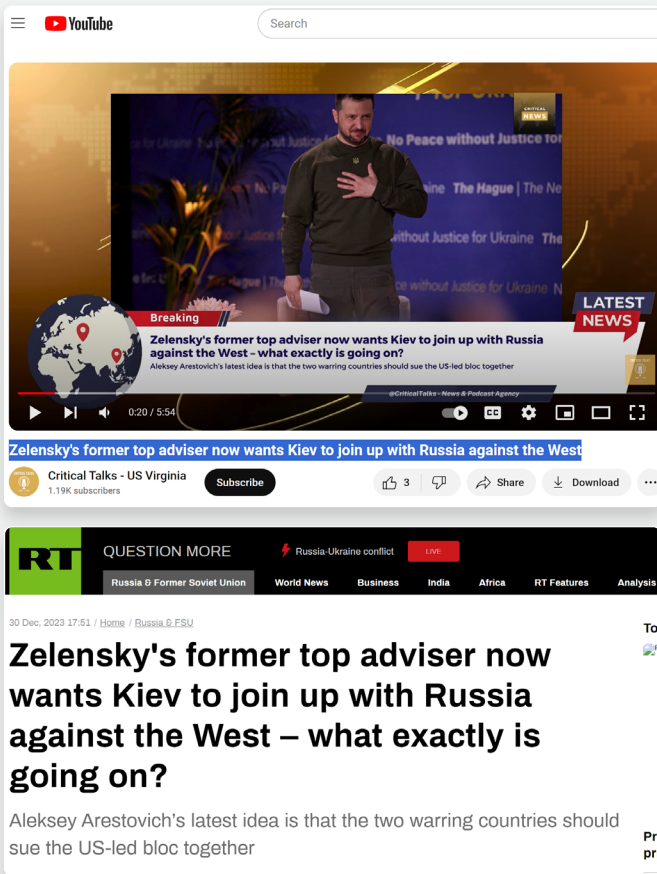 YouTube
Search
CRITICAL
NEWS
No Peace without Justice for
The Hague | The Ne
without Justice for Ukraine The
ce without Justice for Ukraine
LATEST
NEWS
Breaking
Zelensky's former top adviser now wants Kiev to join up with Russia
against the West – what exactly is going on?
Aleksey Arestovich's latest idea is that the two warring countries should sue the US-led bloc together
@CriticalTalks - News & Podcast Agency
0:20 / 5:54
CC
Zelensky's former top adviser now wants Kiev to join up with Russia against the West
Critical Talks - US Virginia
1.19K subscribers
Subscribe
3
Share
Download
RT
QUESTION MORE
Russia-Ukraine conflict
LIVE
Russia & Former Soviet Union World News Business India Africa RT Features Analysis
30 Dec, 2023 17:51 / Home / Russia & FSU
To
Zelensky's former top adviser now
wants Kiev to join up with Russia
against the West – what exactly is
going on?
Aleksey Arestovich's latest idea is that the two warring countries should
sue the US-led bloc together
Pr
pr